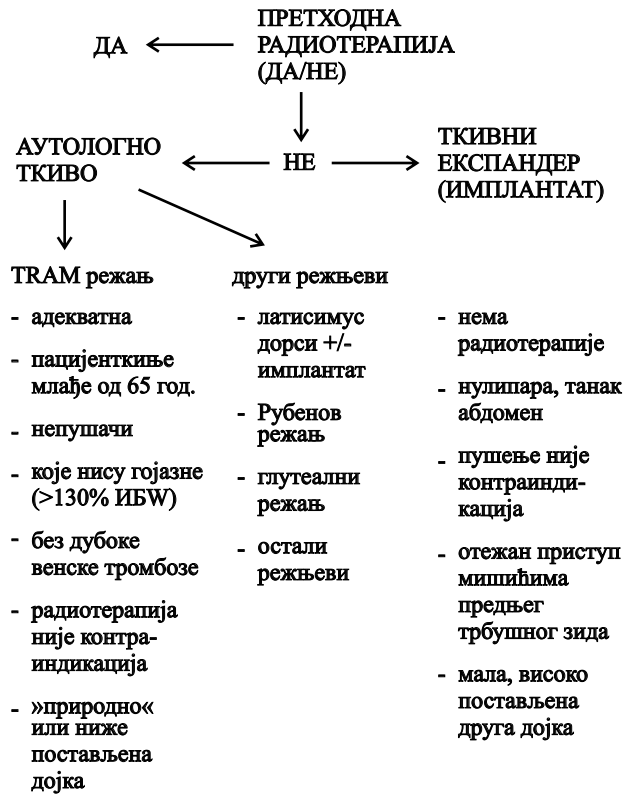 ПРЕТХОДНА
РАДИОТЕРАПИЈА
(ДА/НЕ)
ДА
АУТОЛОГНО
ТКИВО
НЕ
ТКИВНИ
ЕКСПАНДЕР
(ИМПЛАНТАТ)
TRAM режањ
- адекватна
- пацијенткиње
млађе од 65 год.
- непушачи
- које нису гојазне
(>130% ИБW)
- без дубоке
венске тромбозе
- радиотерапија
није контра-
индикација
- »природно«
или ниже
постављена
дојка
други режњеви
- латисимус
дорси +/-
имплантат
- Рубенов
режањ
- глутеални
режањ
- остали
режњеви
- нема
радиотерапије
- нулипара, танак
абдомен
- пушење није
контраинди-
кација
- отежан приступ
мишићима
предњег
трбушног зида
- мала, високо
постављена
друга дојка